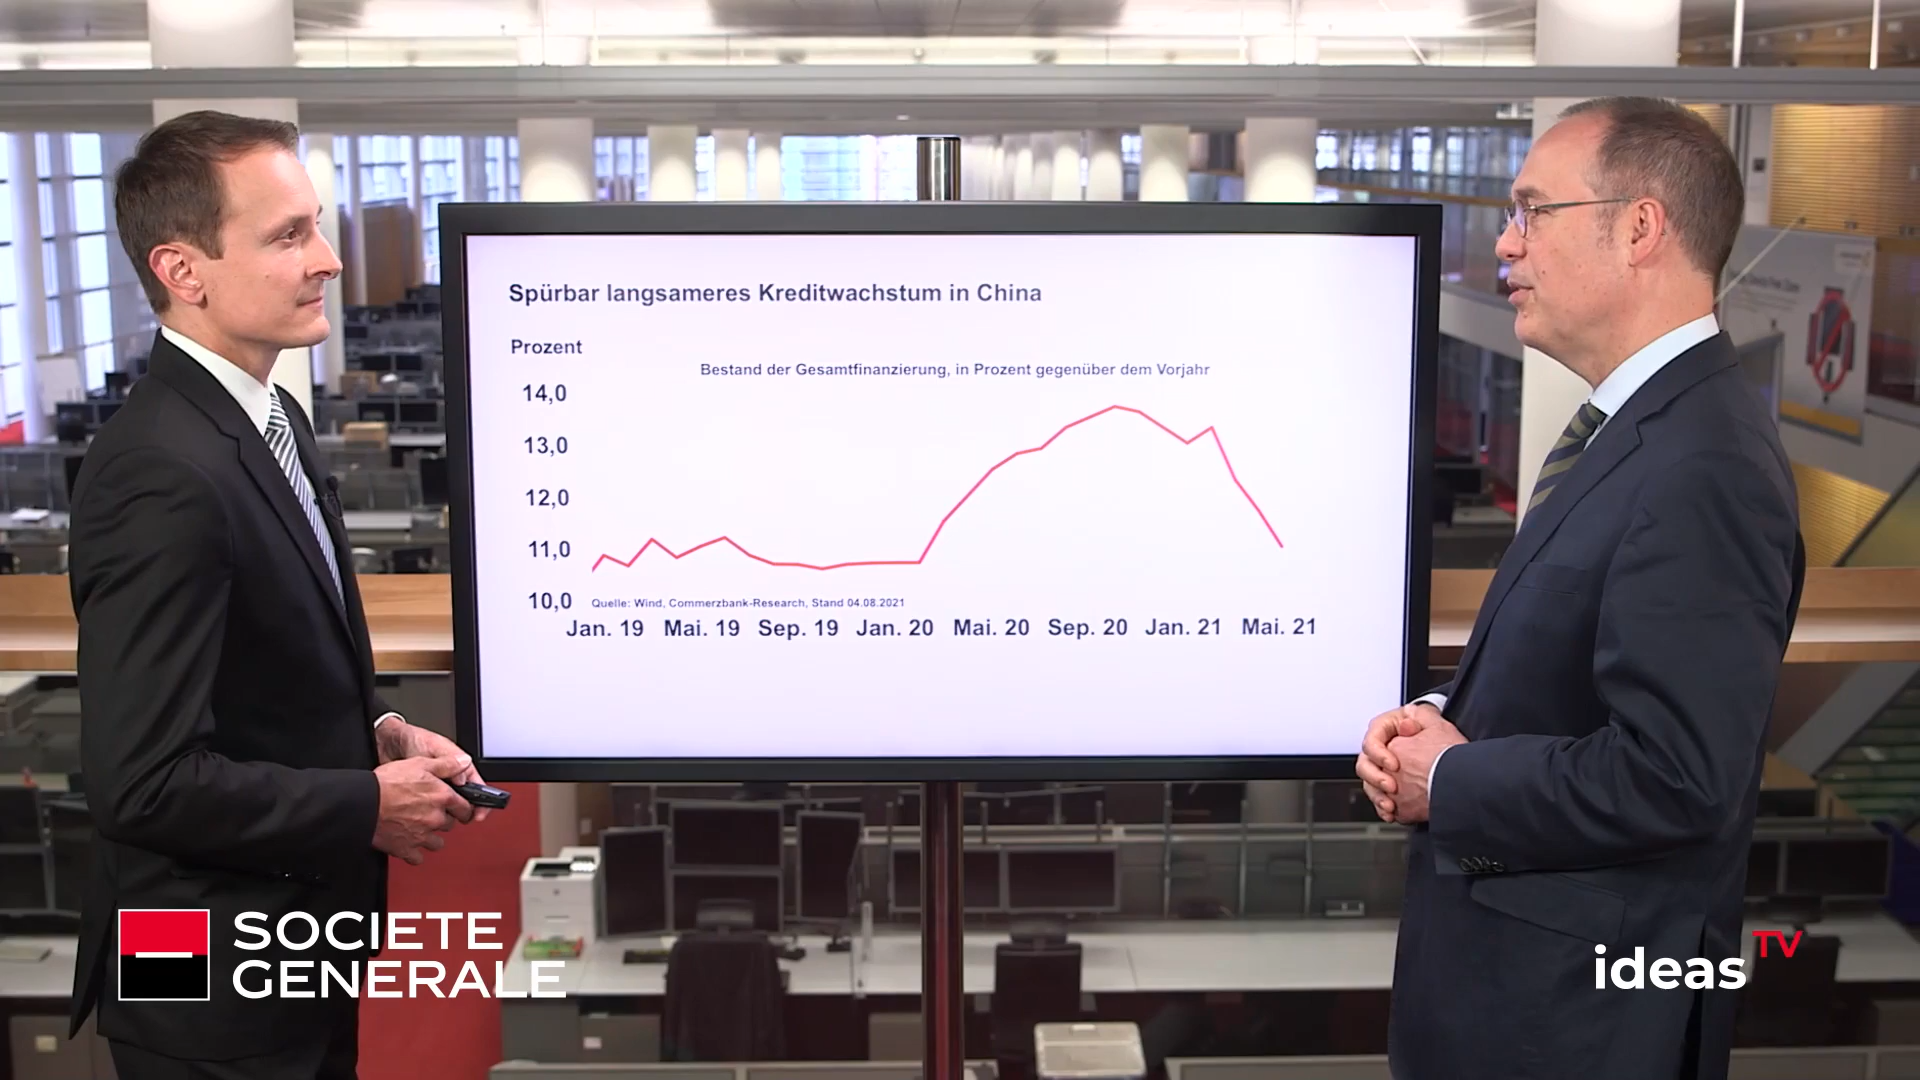 Spürbar langsameres Kreditwachstum in China
Prozent
Bestand der Gesamtfinanzierung, in Prozent gegenüber dem Vorjahr
14,0
13,0
12,0
11,0
10,0
Quelle: Wind, Commerzbank-Research, Stand 04.08.2021
Jan. 19 Mai. 19 Sep. 19 Jan. 20 Mai. 20 Sep. 20 Jan. 21 Mai. 21
SOCIETE
GENERALE
ideas TV